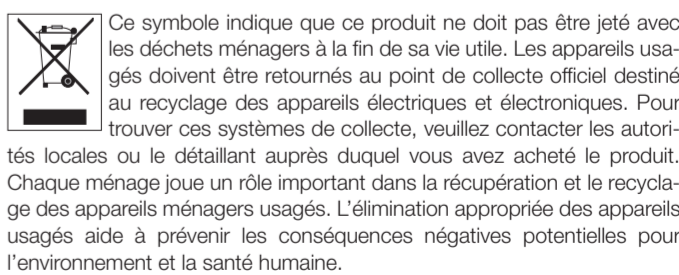 Ce symbole indique que ce produit ne doit pas être jeté avec
les déchets ménagers à la fin de sa vie utile. Les appareils usa-
gés doivent être retournés au point de collecte officiel destiné
au recyclage des appareils électriques et électroniques. Pour
trouver ces systèmes de collecte, veuillez contacter les autori-
tés locales ou le détaillant auprès duquel vous avez acheté le produit.
Chaque ménage joue un rôle important dans la récupération et le recycla-
ge des appareils ménagers usagés. L’élimination appropriée des appareils
usagés aide à prévenir les conséquences négatives potentielles pour
l’environnement et la santé humaine.